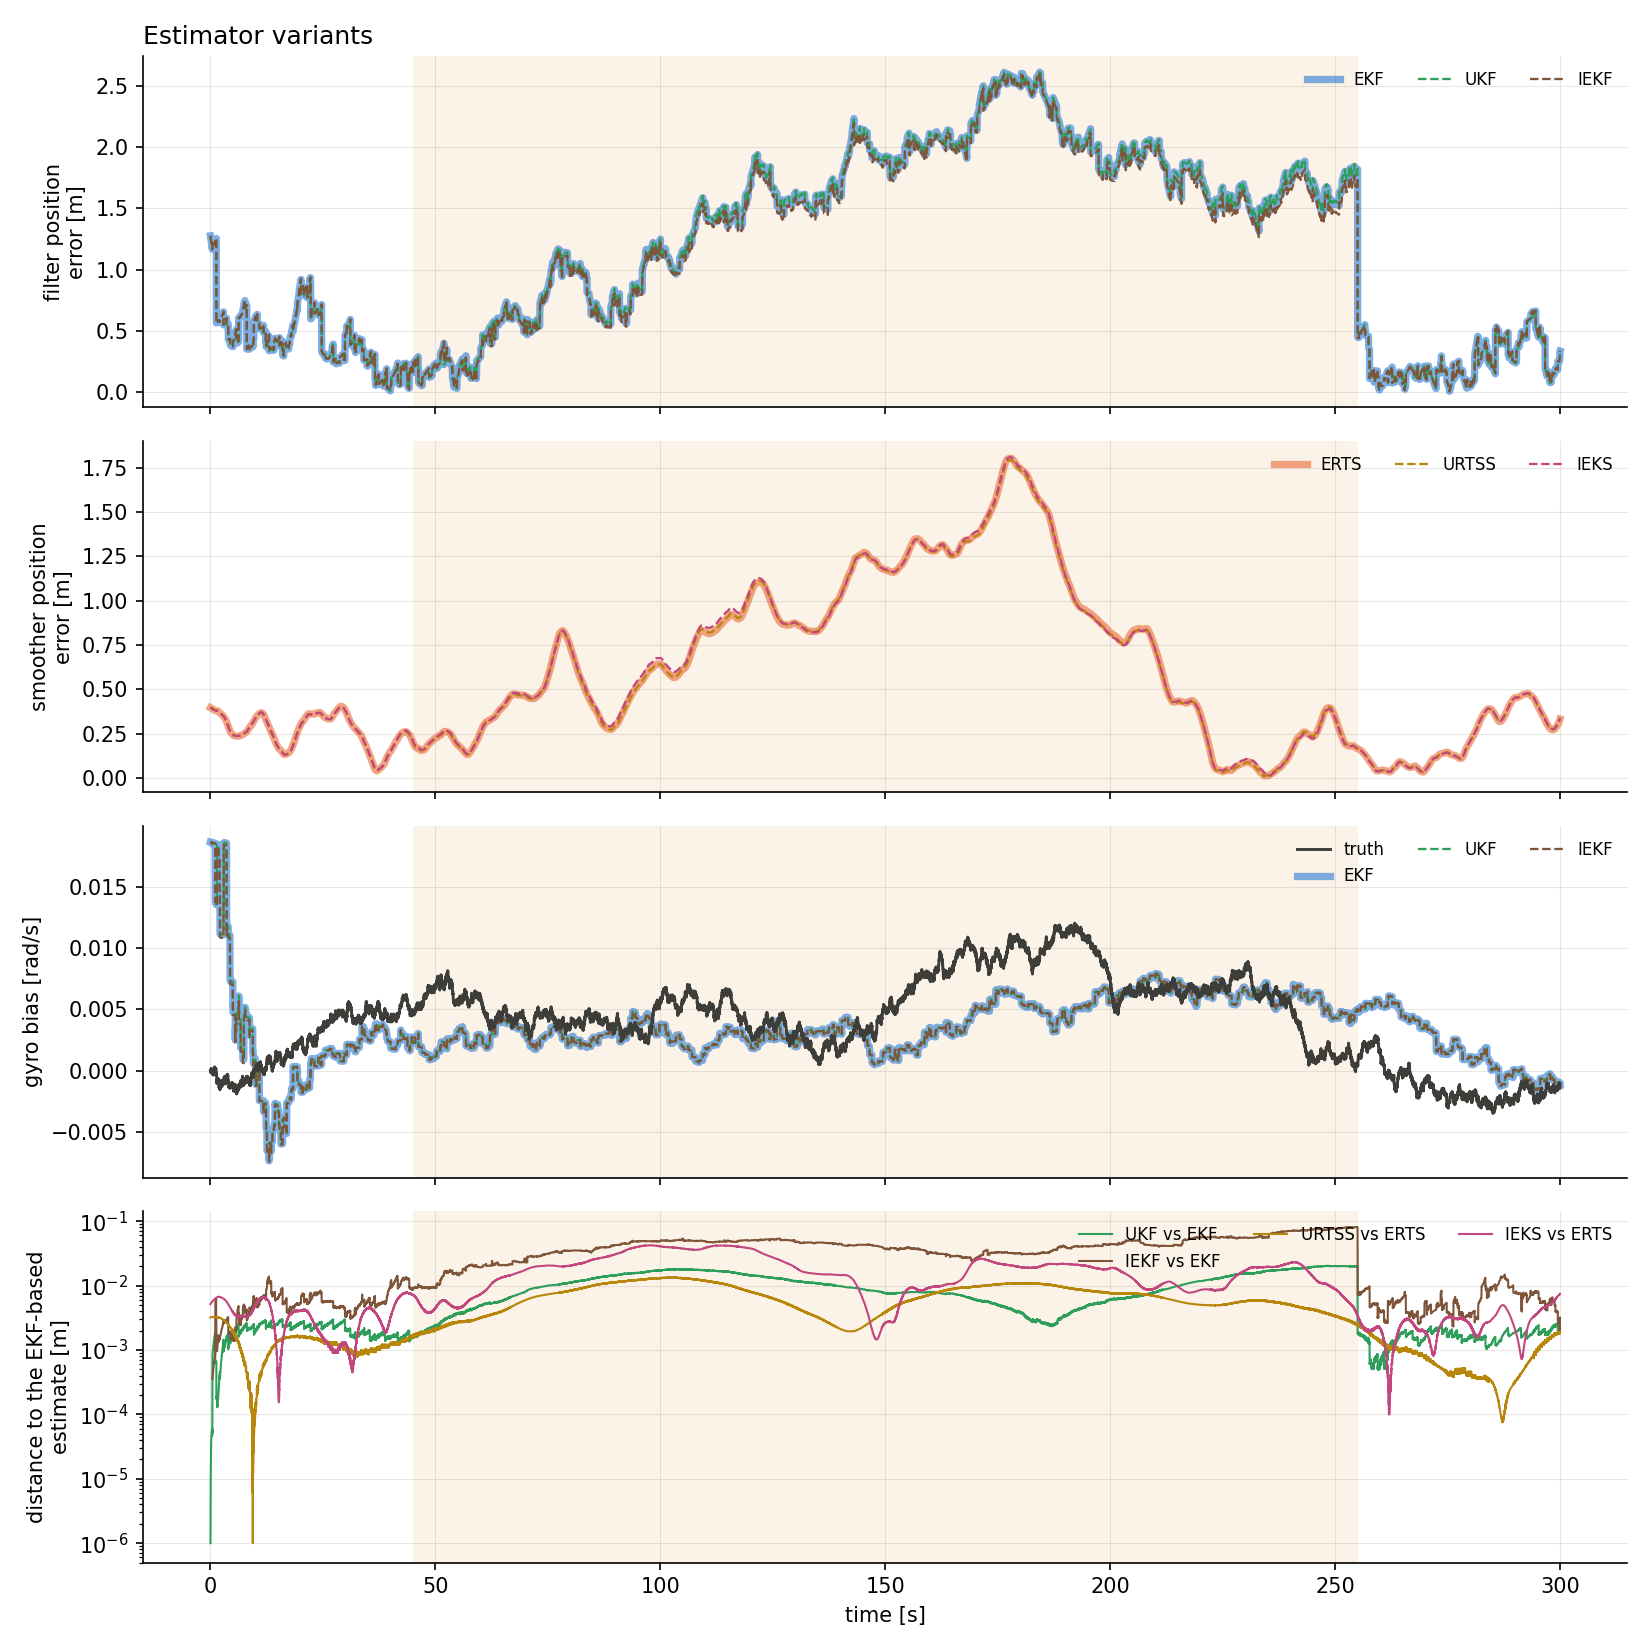 Estimator variants
2.5
2.0
1.5
1.0
0.5
0.0
filter position
error [m]
EKF UKF IEKF
1.75
1.50
1.25
1.00
0.75
0.50
0.25
0.00
smoother position
error [m]
ERTS URTSS IEKS
0.015
0.010
0.005
0.000
−0.005
gyro bias [rad/s]
truth UKF IEKF
EKF
10⁻¹
10⁻²
10⁻³
10⁻⁴
10⁻⁵
10⁻⁶
distance to the EKF-based
estimate [m]
UKF vs EKF URTSS vs ERTS IEKS vs ERTS
IEKF vs EKF
0 50 100 150 200 250 300
time [s]